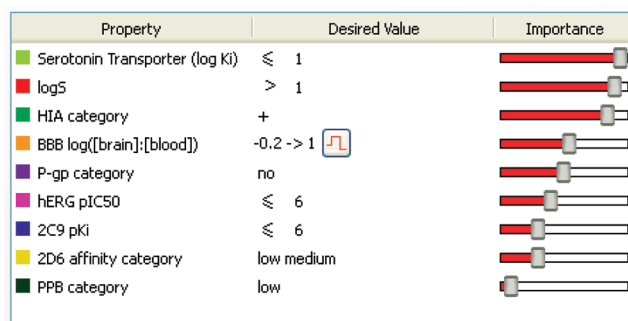 Property Desired Value Importance
Serotonin Transporter (log Ki) ≤ 1
logS > 1
HIA category +
BBB log([brain]:[blood]) -0.2 -> 1
P-gp category no
hERG pIC50 ≤ 6
2C9 pKi ≤ 6
2D6 affinity category low medium
PPB category low